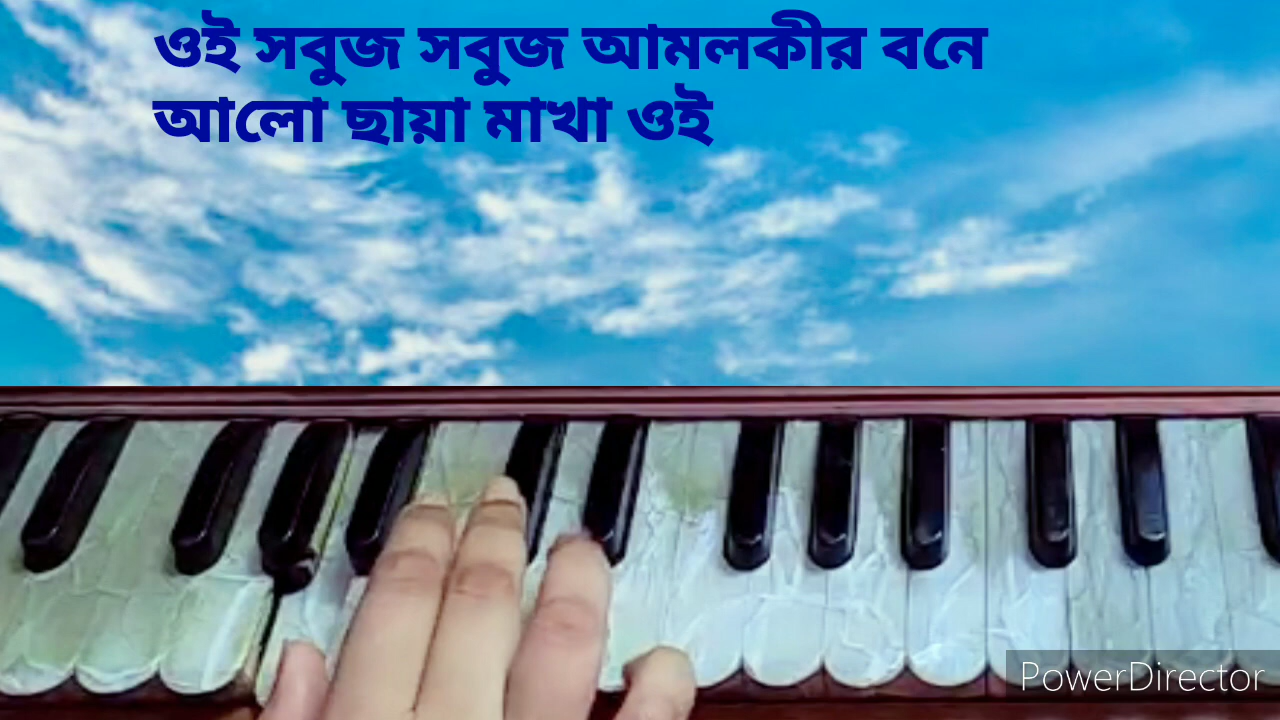 ওই সবুজ সবুজ আমলকীর বনে
আলো ছায়া মাখা ওই
PowerDirector